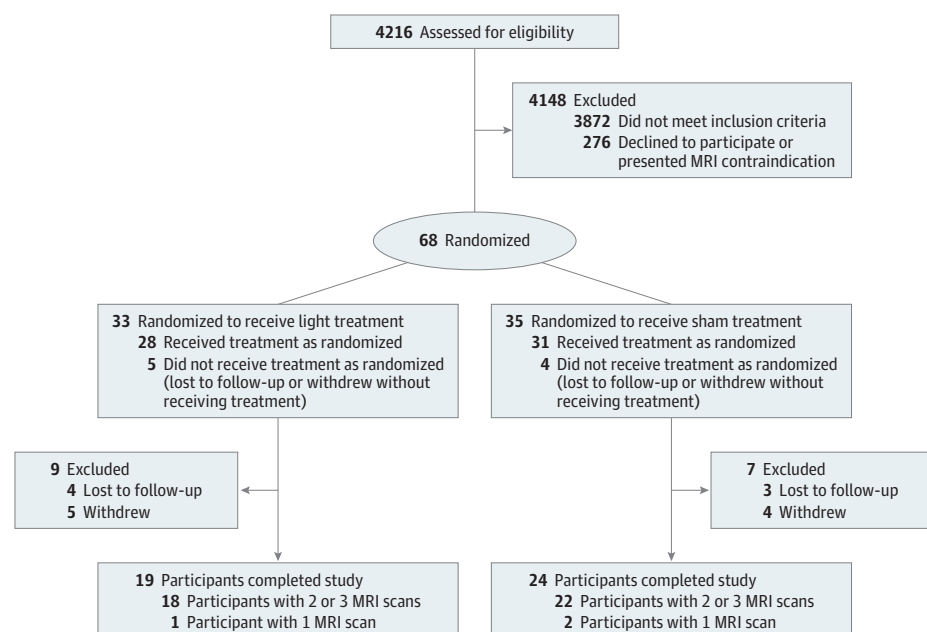 4216 Assessed for eligibility
4148 Excluded
3872 Did not meet inclusion criteria
276 Declined to participate or
presented MRI contraindication
68 Randomized
33 Randomized to receive light treatment
28 Received treatment as randomized
5 Did not receive treatment as randomized
(lost to follow-up or withdrew without
receiving treatment)
35 Randomized to receive sham treatment
31 Received treatment as randomized
4 Did not receive treatment as randomized
(lost to follow-up or withdrew without
receiving treatment)
9 Excluded
4 Lost to follow-up
5 Withdrew
7 Excluded
3 Lost to follow-up
4 Withdrew
19 Participants completed study
18 Participants with 2 or 3 MRI scans
1 Participant with 1 MRI scan
24 Participants completed study
22 Participants with 2 or 3 MRI scans
2 Participants with 1 MRI scan